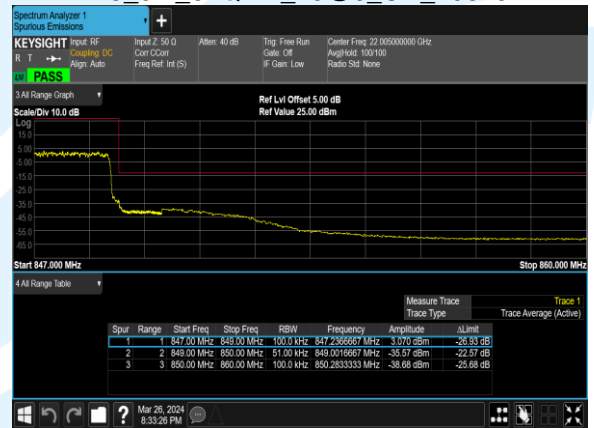 Spectrum Analyzer 1
Spurious Emissions
KEYSIGHT Input: RF
R T Coupling: DC
Align: Auto
Input Z: 50 Ω
Corr CCorr
Freq Ref: Int (S)
Atten: 40 dB
Trig: Free Run
Gate: Off
IF Gain: Low
Center Freq: 22.005000000 GHz
Avg|Hold: 100/100
Radio Std: None
LV PASS
3 All Range Graph
Ref Lvl Offset 5.00 dB
Scale/Div 10.0 dB Ref Value 25.00 dBm
Log
15.0
5.00
-5.00
-15.0
-25.0
-35.0
-45.0
-55.0
-65.0
Start 847.000 MHz Stop 860.000 MHz
4 All Range Table
Measure Trace Trace 1
Trace Type Trace Average (Active)
Spur Range Start Freq Stop Freq RBW Frequency Amplitude ΔLimit
1 1 847.00 MHz 849.00 MHz 100.0 kHz 847.2366667 MHz 3.070 dBm -26.93 dB
2 2 849.00 MHz 850.00 MHz 51.00 kHz 849.0016667 MHz -35.57 dBm -22.57 dB
3 3 850.00 MHz 860.00 MHz 100.0 kHz 850.2833333 MHz -38.68 dBm -25.68 dB
Mar 26, 2024
8:33:26 PM